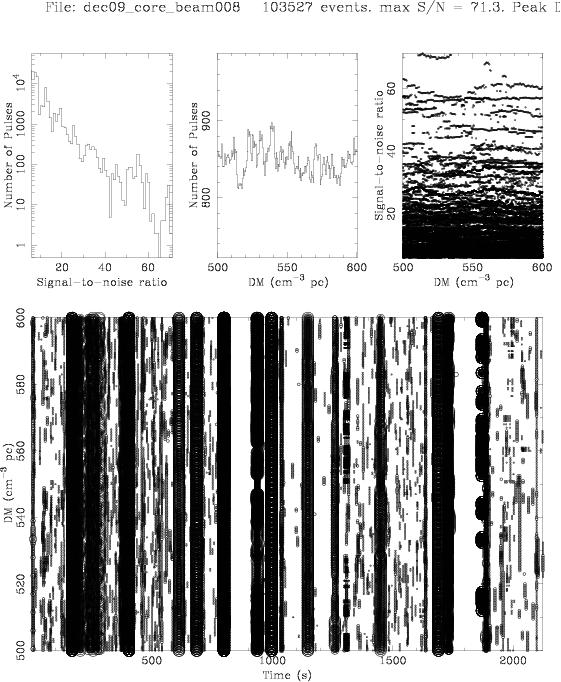 File: dec09_core_beam008 103527 events. max S/N = 71.3. Peak D
Number of Pulses
1
10
100
1000
10⁴
20 40 60
Signal-to-noise ratio
Number of Pulses
800
900
500 550 600
DM (cm⁻³ pc)
Signal-to-noise ratio
20
40
60
500 550 600
DM (cm⁻³ pc)
DM (cm⁻³ pc)
500
520
540
560
580
600
500 1000 1500 2000
Time (s)